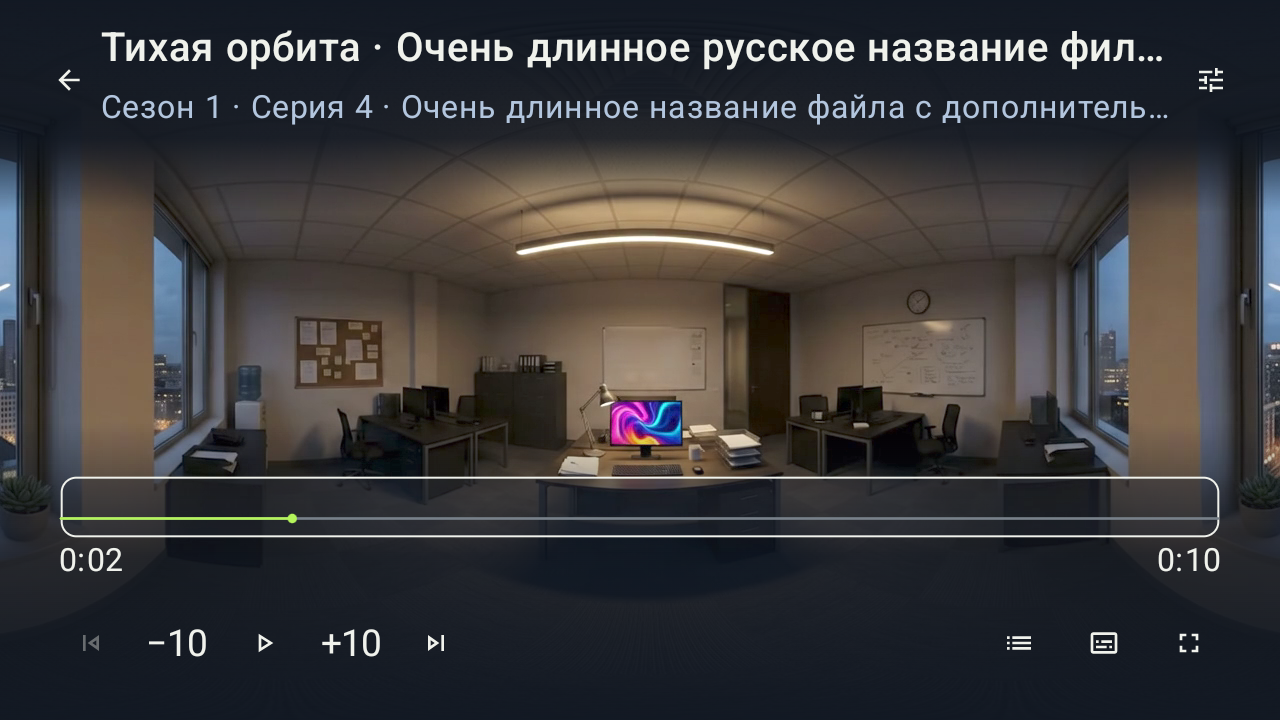 Тихая орбита · Очень длинное русское название фил…
Сезон 1 · Серия 4 · Очень длинное название файла с дополнитель…
0:02
0:10
−10
+10